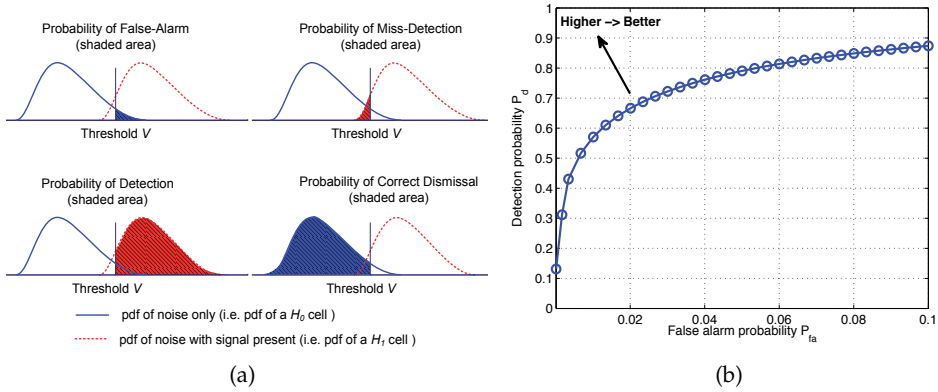 Probability of False-Alarm
(shaded area)
Threshold V
Probability of Miss-Detection
(shaded area)
Threshold V
Probability of Detection
(shaded area)
Threshold V
Probability of Correct Dismissal
(shaded area)
Threshold V
pdf of noise only (i.e. pdf of a H0 cell )
pdf of noise with signal present (i.e. pdf of a H1 cell )
(a)
Higher −> Better
Detection probability Pd
1
0.9
0.8
0.7
0.6
0.5
0.4
0.3
0.2
0.1
0
0.02
0.04
0.06
0.08
0.1
False alarm probability Pfa
(b)